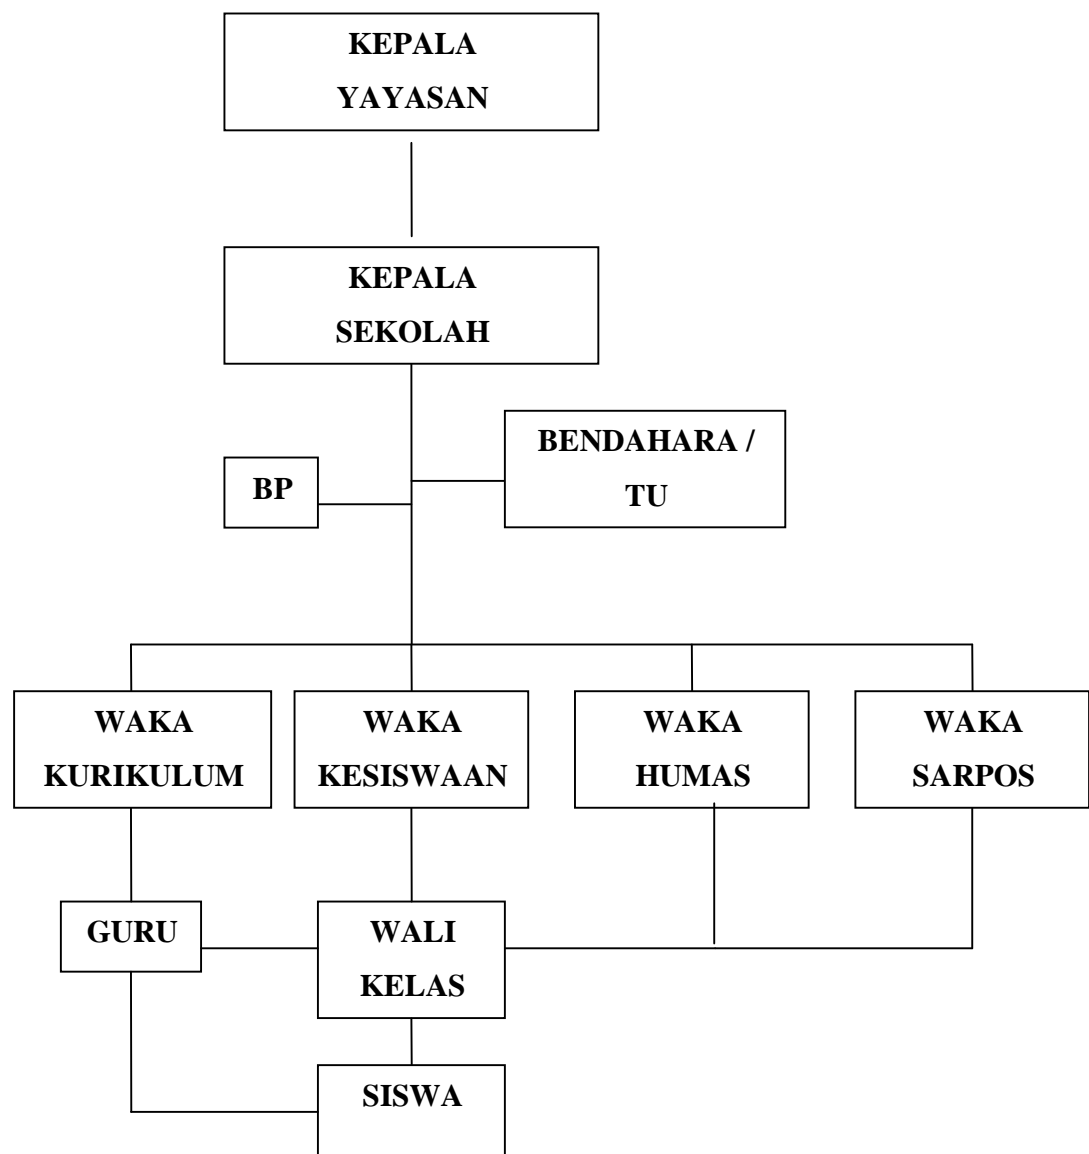 KEPALA
YAYASAN
KEPALA
SEKOLAH
BENDAHARA /
TU
BP
WAKA
KURIKULUM
WAKA
KESISWAAN
WAKA
HUMAS
WAKA
SARPOS
GURU
WALI
KELAS
SISWA